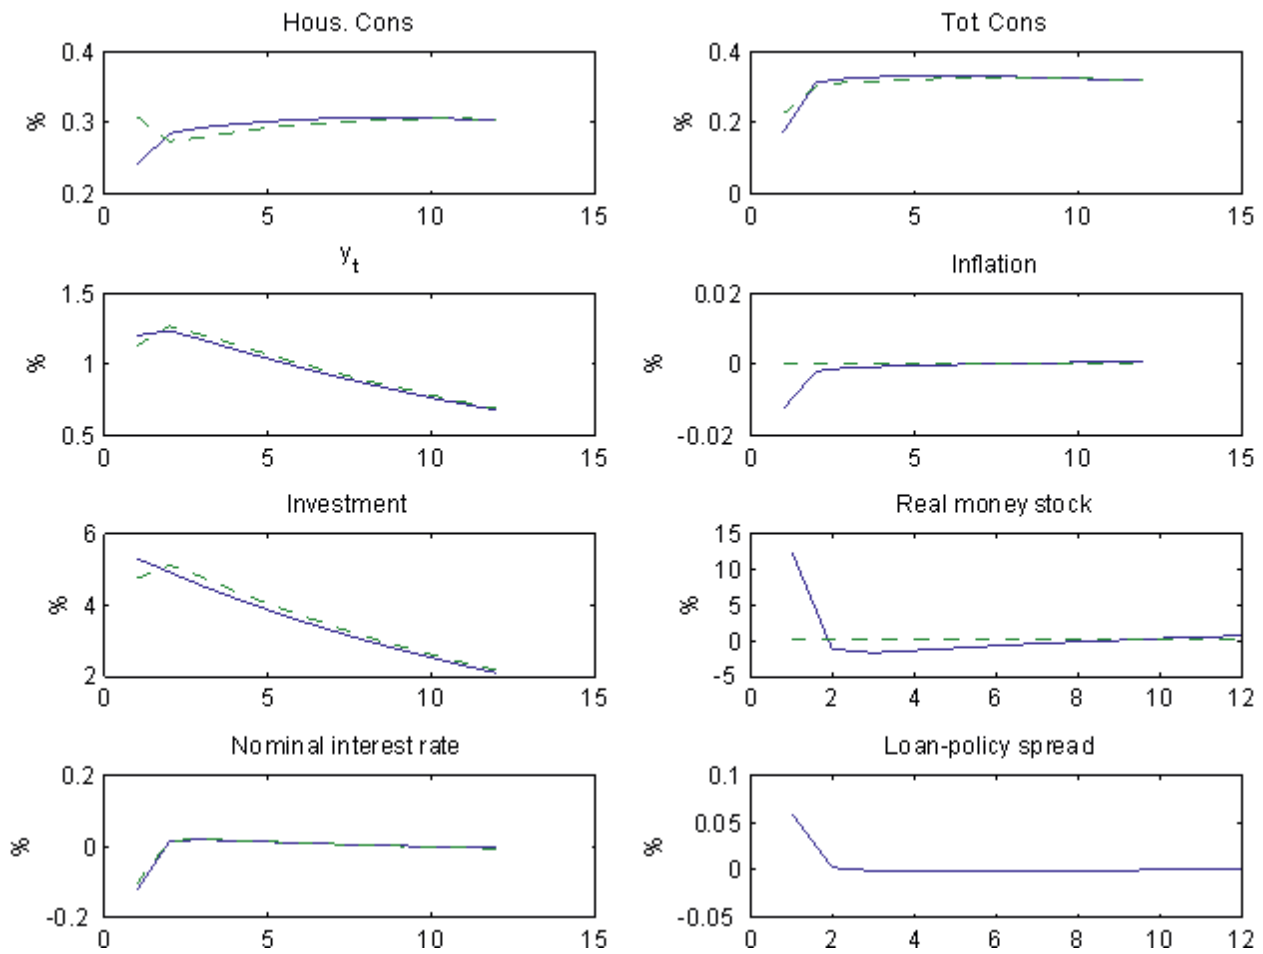 Hous. Cons
0.4
0.3
0.2
%
0 5 10 15
Tot. Cons
0.4
0.2
0
%
0 5 10 15
y_t
1.5
1
0.5
%
0 5 10 15
Inflation
0.02
0
-0.02
%
0 5 10 15
Investment
6
4
2
%
0 5 10 15
Real money stock
15
10
5
0
-5
%
0 2 4 6 8 10 12
Nominal interest rate
0.2
0
-0.2
%
0 5 10 15
Loan-policy spread
0.1
0.05
0
-0.05
%
0 2 4 6 8 10 12